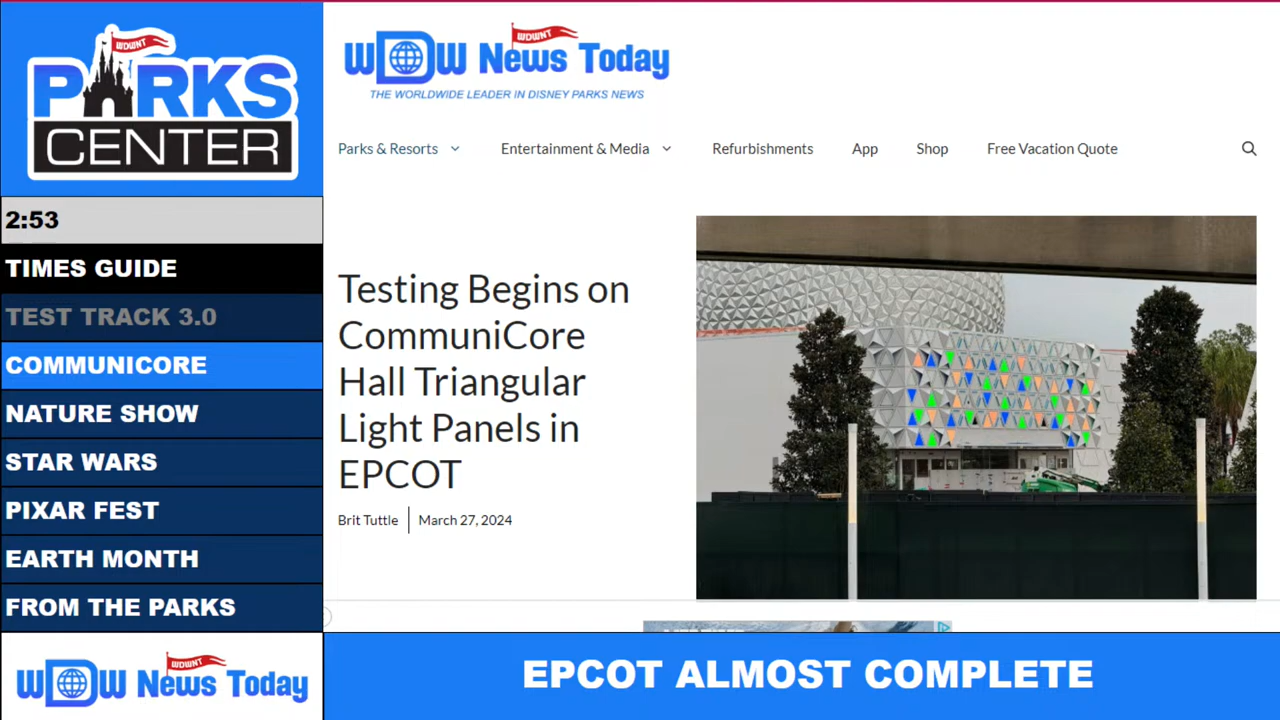 WDWNT
PARKS
CENTER
2:53
TIMES GUIDE
TEST TRACK 3.0
COMMUNICORE
NATURE SHOW
STAR WARS
PIXAR FEST
EARTH MONTH
FROM THE PARKS
WDWNT
WDW News Today
WDWNT
WDW News Today
THE WORLDWIDE LEADER IN DISNEY PARKS NEWS
Parks & Resorts Entertainment & Media Refurbishments App Shop Free Vacation Quote
Testing Begins on
CommuniCore
Hall Triangular
Light Panels in
EPCOT
Brit Tuttle March 27, 2024
EPCOT ALMOST COMPLETE